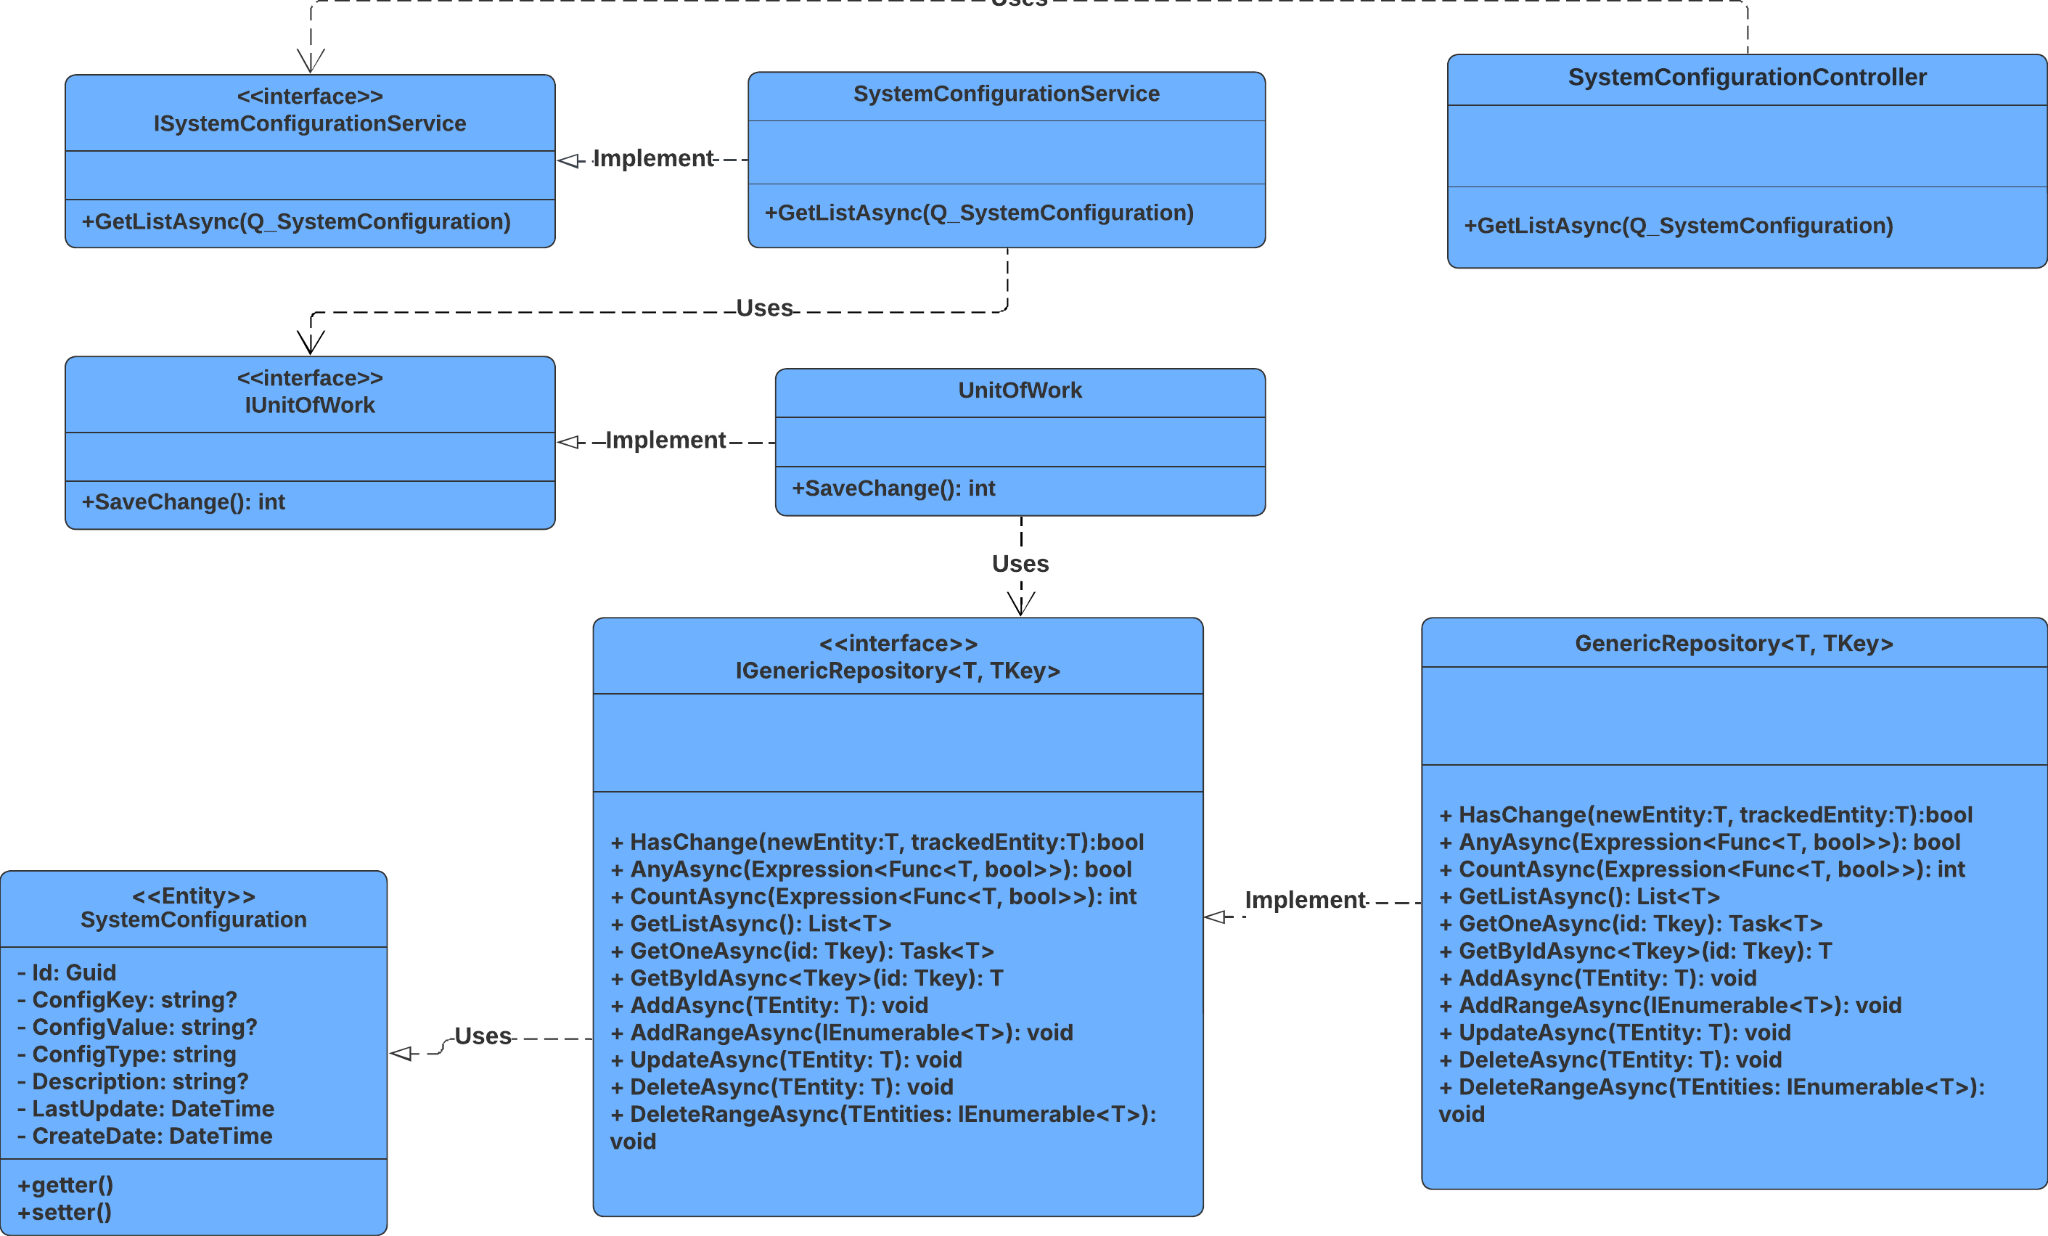 Uses
<<interface>>
ISystemConfigurationService
+GetListAsync(Q_SystemConfiguration)
Implement
SystemConfigurationService
+GetListAsync(Q_SystemConfiguration)
SystemConfigurationController
+GetListAsync(Q_SystemConfiguration)
Uses
<<interface>>
IUnitOfWork
+SaveChange(): int
Implement
UnitOfWork
+SaveChange(): int
Uses
<<interface>>
IGenericRepository<T, TKey>
+ HasChange(newEntity:T, trackedEntity:T):bool
+ AnyAsync(Expression<Func<T, bool>>): bool
+ CountAsync(Expression<Func<T, bool>>): int
+ GetListAsync(): List<T>
+ GetOneAsync(id: Tkey): Task<T>
+ GetByIdAsync<Tkey>(id: Tkey): T
+ AddAsync(TEntity: T): void
+ AddRangeAsync(IEnumerable<T>): void
+ UpdateAsync(TEntity: T): void
+ DeleteAsync(TEntity: T): void
+ DeleteRangeAsync(TEntities: IEnumerable<T>):
void
Implement
GenericRepository<T, TKey>
+ HasChange(newEntity:T, trackedEntity:T):bool
+ AnyAsync(Expression<Func<T, bool>>): bool
+ CountAsync(Expression<Func<T, bool>>): int
+ GetListAsync(): List<T>
+ GetOneAsync(id: Tkey): Task<T>
+ GetByIdAsync<Tkey>(id: Tkey): T
+ AddAsync(TEntity: T): void
+ AddRangeAsync(IEnumerable<T>): void
+ UpdateAsync(TEntity: T): void
+ DeleteAsync(TEntity: T): void
+ DeleteRangeAsync(TEntities: IEnumerable<T>):
void
<<Entity>>
SystemConfiguration
- Id: Guid
- ConfigKey: string?
- ConfigValue: string?
- ConfigType: string
- Description: string?
- LastUpdate: DateTime
- CreateDate: DateTime
+getter()
+setter()
Uses